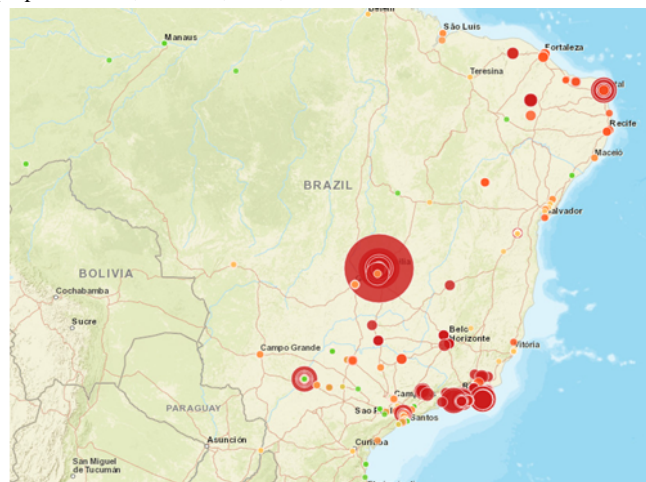 São Luís
Manaus
Fortaleza
Teresina
Recife
Maceió
BRAZIL
Salvador
BOLIVIA
Cochabamba
Sucre
Belo
Horizonte
Vitória
Campo Grande
PARAGUAY
Santos
Asunción
Curitiba
San Miguel
de Tucumán